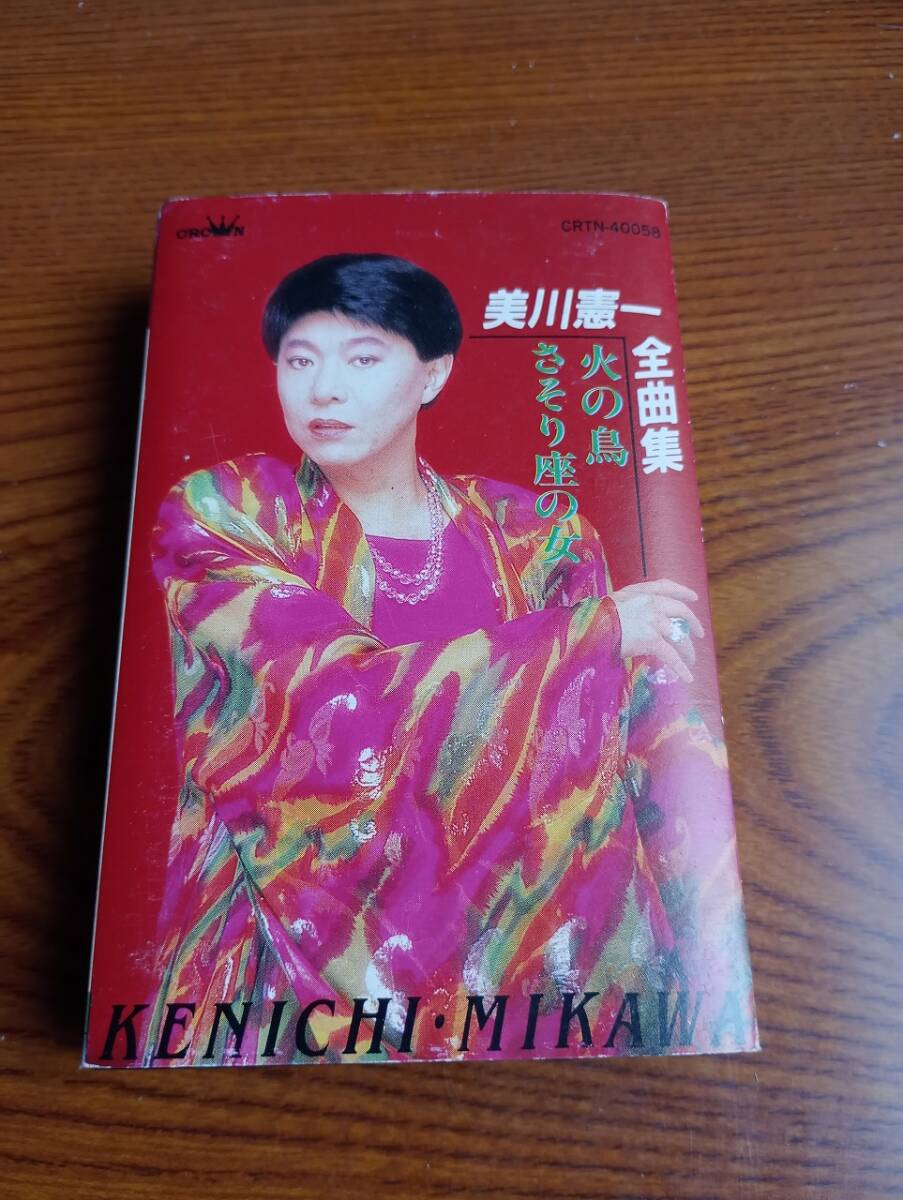 CROWN
CRTN-40058
美川憲一
全曲集
火の鳥
さそり座の女
KENICHI・MIKAWA